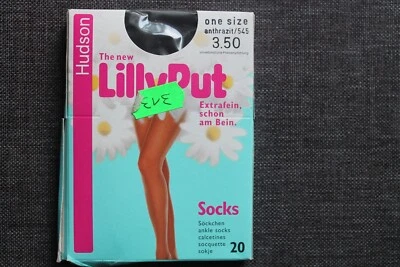 Hudson
one size
anthrazit/545
3.50
The new
LillyPut
Extrafein,
schön
am Bein.
Socks
Söckchen
ankle socks
calcetines
socquette
sokje
20